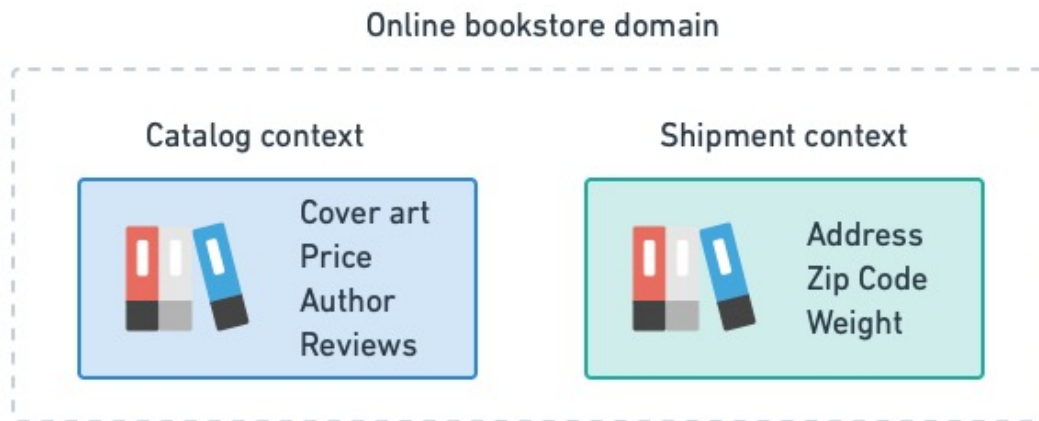 Online bookstore domain
Catalog context
Cover art
Price
Author
Reviews
Shipment context
Address
Zip Code
Weight